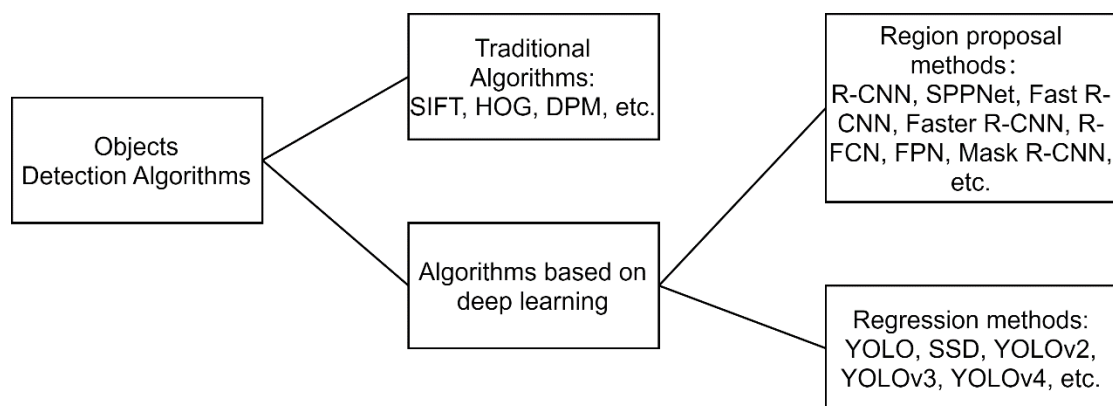 Objects
Detection Algorithms
Traditional
Algorithms:
SIFT, HOG, DPM, etc.
Algorithms based on
deep learning
Region proposal
methods：
R-CNN, SPPNet, Fast R-
CNN, Faster R-CNN, R-
FCN, FPN, Mask R-CNN,
etc.
Regression methods:
YOLO, SSD, YOLOv2,
YOLOv3, YOLOv4, etc.